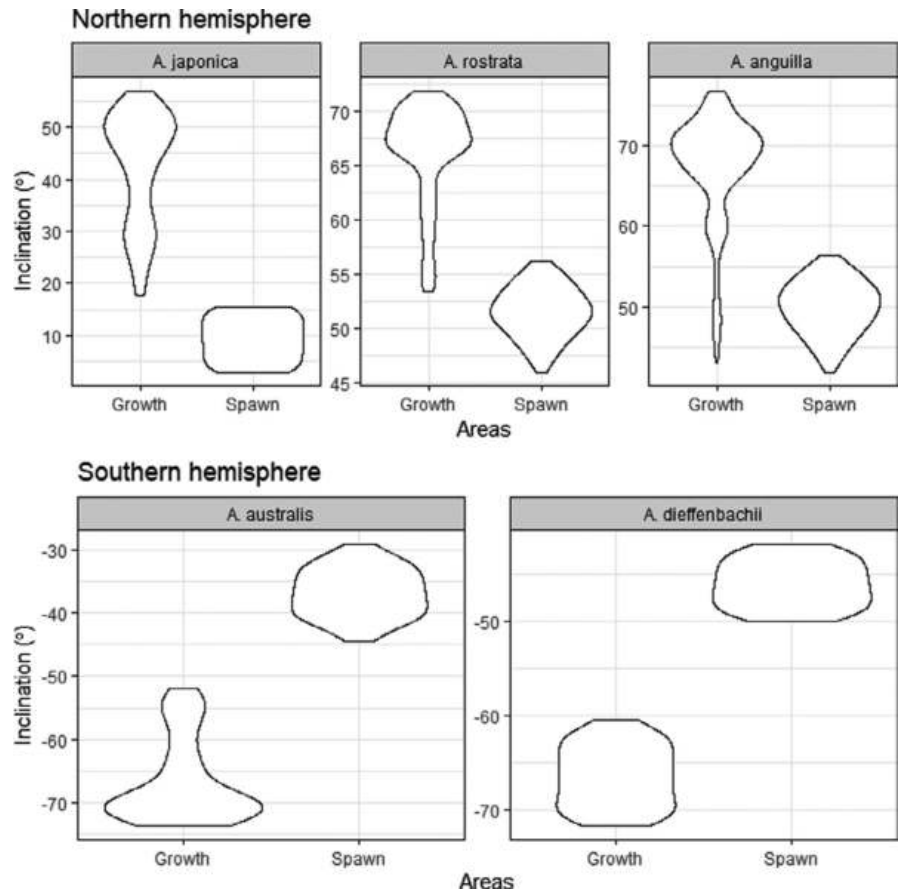 Northern hemisphere
A. japonica
A. rostrata
A. anguilla
Inclination (°)
50
40
30
20
10
70
65
60
55
50
45
70
60
50
Growth Spawn
Growth Spawn
Growth Spawn
Areas
Southern hemisphere
A. australis
A. dieffenbachii
Inclination (°)
-30
-40
-50
-60
-70
-50
-60
-70
Growth Spawn
Growth Spawn
Areas